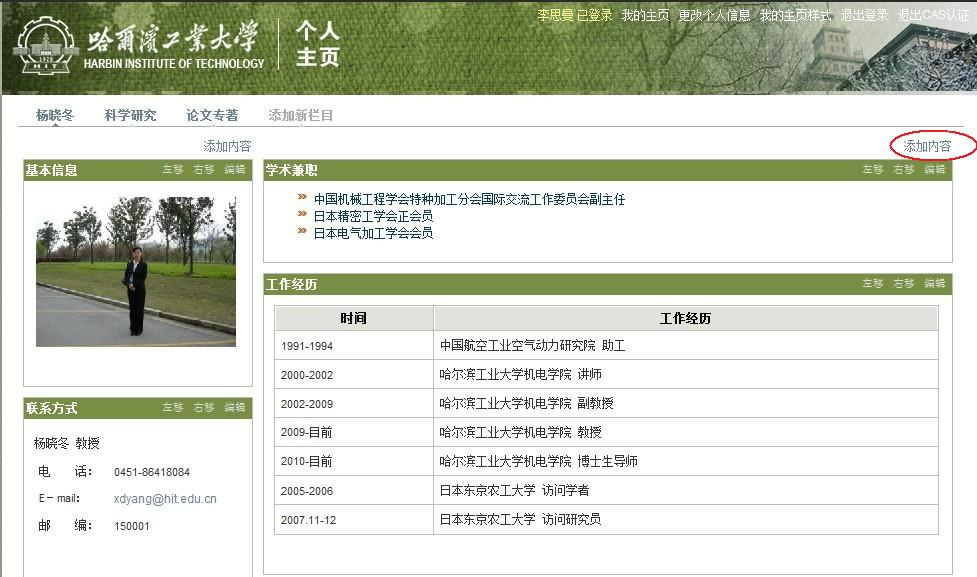 李思曼 已登录 我的主页 更改个人信息 我的主页样式 退出登录 退出CAS认证
哈尔滨工业大学
HARBIN INSTITUTE OF TECHNOLOGY
个人
主页
1920
HIT
杨晓冬 科学研究 论文专著 添加新栏目
添加内容
添加内容
基本信息 左移 右移 编辑
联系方式 左移 右移 编辑
杨晓冬 教授
电 话： 0451-86418084
E-mail: xdyang@hit.edu.cn
邮 编： 150001
学术兼职 左移 右移 编辑
中国机械工程学会特种加工分会国际交流工作委员会副主任
日本精密工学会正会员
日本电气加工学会会员
工作经历 左移 右移 编辑
时间 工作经历
1991-1994 中国航空工业空气动力研究院 助工
2000-2002 哈尔滨工业大学机电学院 讲师
2002-2009 哈尔滨工业大学机电学院 副教授
2009-目前 哈尔滨工业大学机电学院 教授
2010-目前 哈尔滨工业大学机电学院 博士生导师
2005-2006 日本东京农工大学 访问学者
2007.11-12 日本东京农工大学 访问研究员